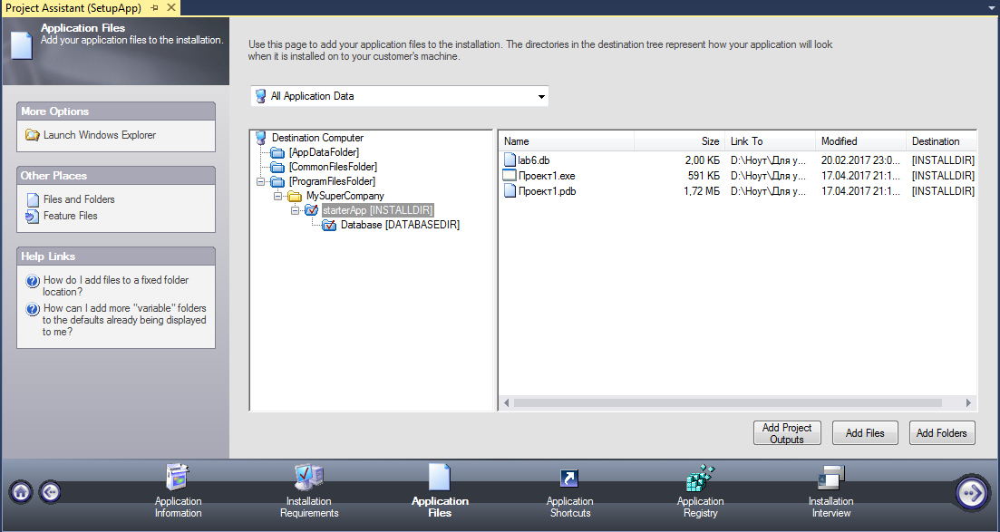 Project Assistant (SetupApp)
Application Files
Add your application files to the installation.
More Options
Launch Windows Explorer
Other Places
Files and Folders
Feature Files
Help Links
How do I add files to a fixed folder
location?
How can I add more "variable" folders
to the defaults already being displayed
to me?
Use this page to add your application files to the installation. The directories in the destination tree represent how your application will look
when it is installed on to your customer's machine.
All Application Data
Destination Computer
[AppDataFolder]
[CommonFilesFolder]
[ProgramFilesFolder]
MySuperCompany
starterApp [INSTALLDIR]
Database [DATABASEDIR]
Name Size Link To Modified Destination
lab6.db 2,00 КБ D:\Ноут\Для у... 20.02.2017 23:0... [INSTALLDIR]
Проект1.exe 591 КБ D:\Ноут\Для у... 17.04.2017 21:1... [INSTALLDIR]
Проект1.pdb 1,72 МБ D:\Ноут\Для у... 17.04.2017 21:1... [INSTALLDIR]
Add Project
Outputs
Add Files
Add Folders
Application
Information
Installation
Requirements
Application
Files
Application
Shortcuts
Application
Registry
Installation
Interview